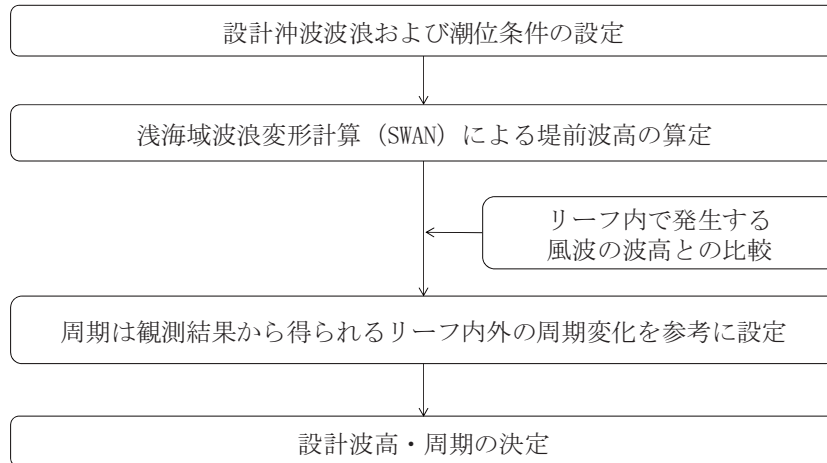 設計沖波波浪および潮位条件の設定
浅海域波浪変形計算（SWAN）による堤前波高の算定
リーフ内で発生する
風波の波高との比較
周期は観測結果から得られるリーフ内外の周期変化を参考に設定
設計波高・周期の決定